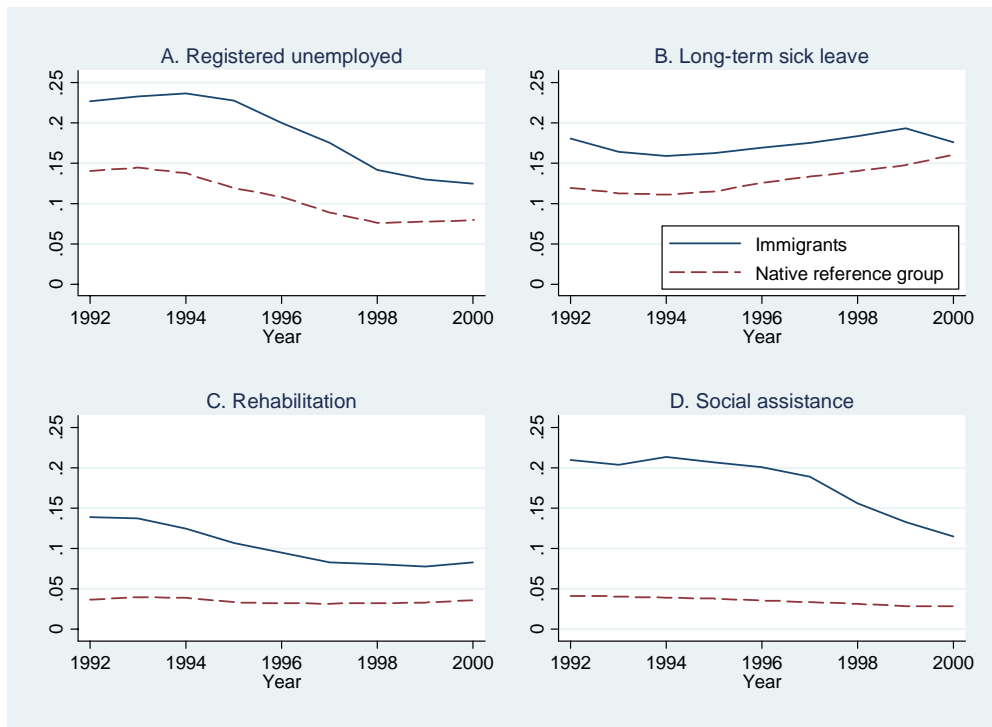 A. Registered unemployed
.25
.2
.15
.1
.05
0
1992 1994 1996 1998 2000
Year
B. Long-term sick leave
.25
.2
.15
.1
.05
0
Immigrants
Native reference group
1992 1994 1996 1998 2000
Year
C. Rehabilitation
.25
.2
.15
.1
.05
0
1992 1994 1996 1998 2000
Year
D. Social assistance
.25
.2
.15
.1
.05
0
1992 1994 1996 1998 2000
Year